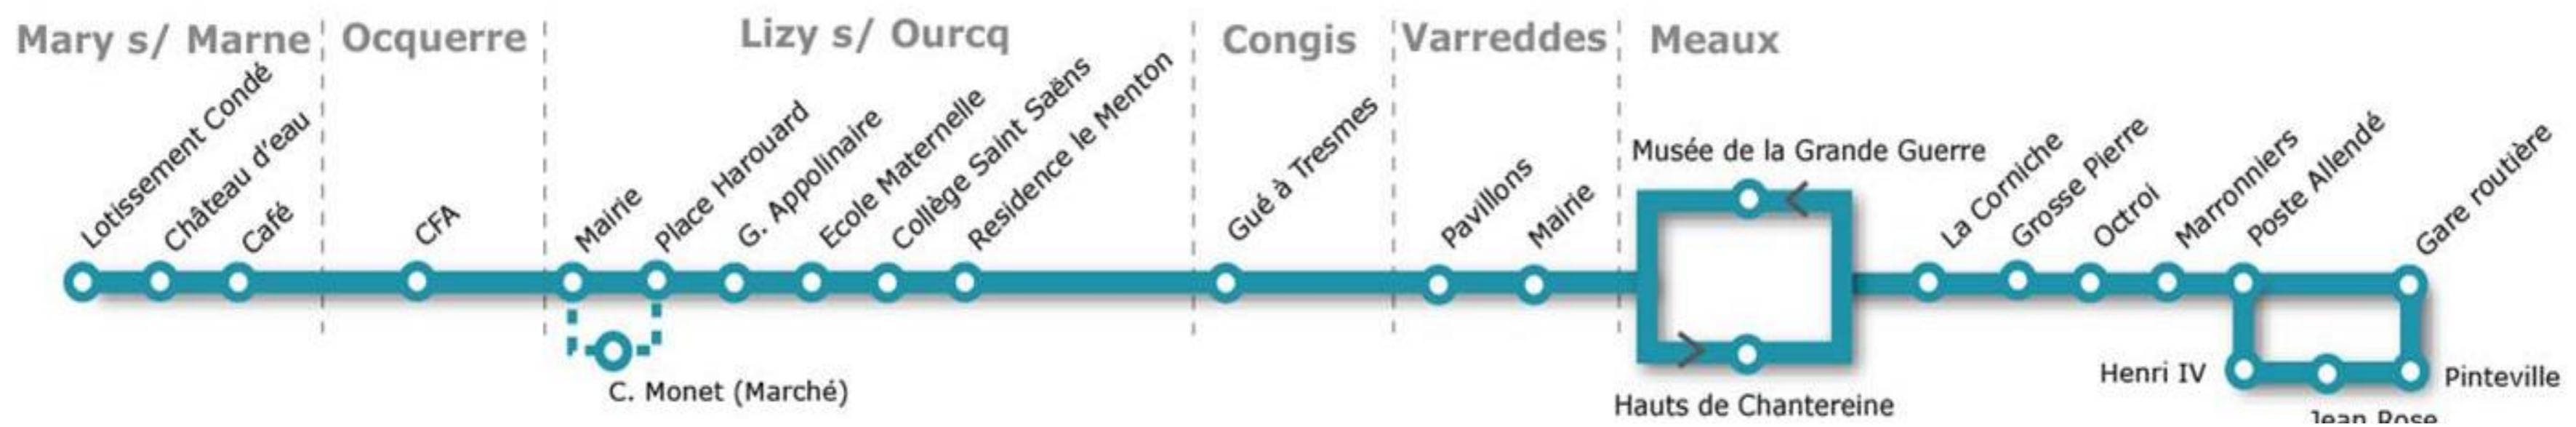 Mary s/ Marne
Ocquerre
Lizy s/ Ourcq
Congis
Varreddes
Meaux
Lotissement Condé
Château d'eau
Café
CFA
Mairie
Place Harouard
G. Appolinaire
Ecole Maternelle
Collège Saint Saëns
Residence le Menton
Gué à Tresmes
Pavillons
Mairie
Musée de la Grande Guerre
La Corniche
Grosse Pierre
Octroi
Marronniers
Poste Allendé
Gare routière
C. Monet (Marché)
Hauts de Chantereine
Henri IV
Jean Rose
Pinteville